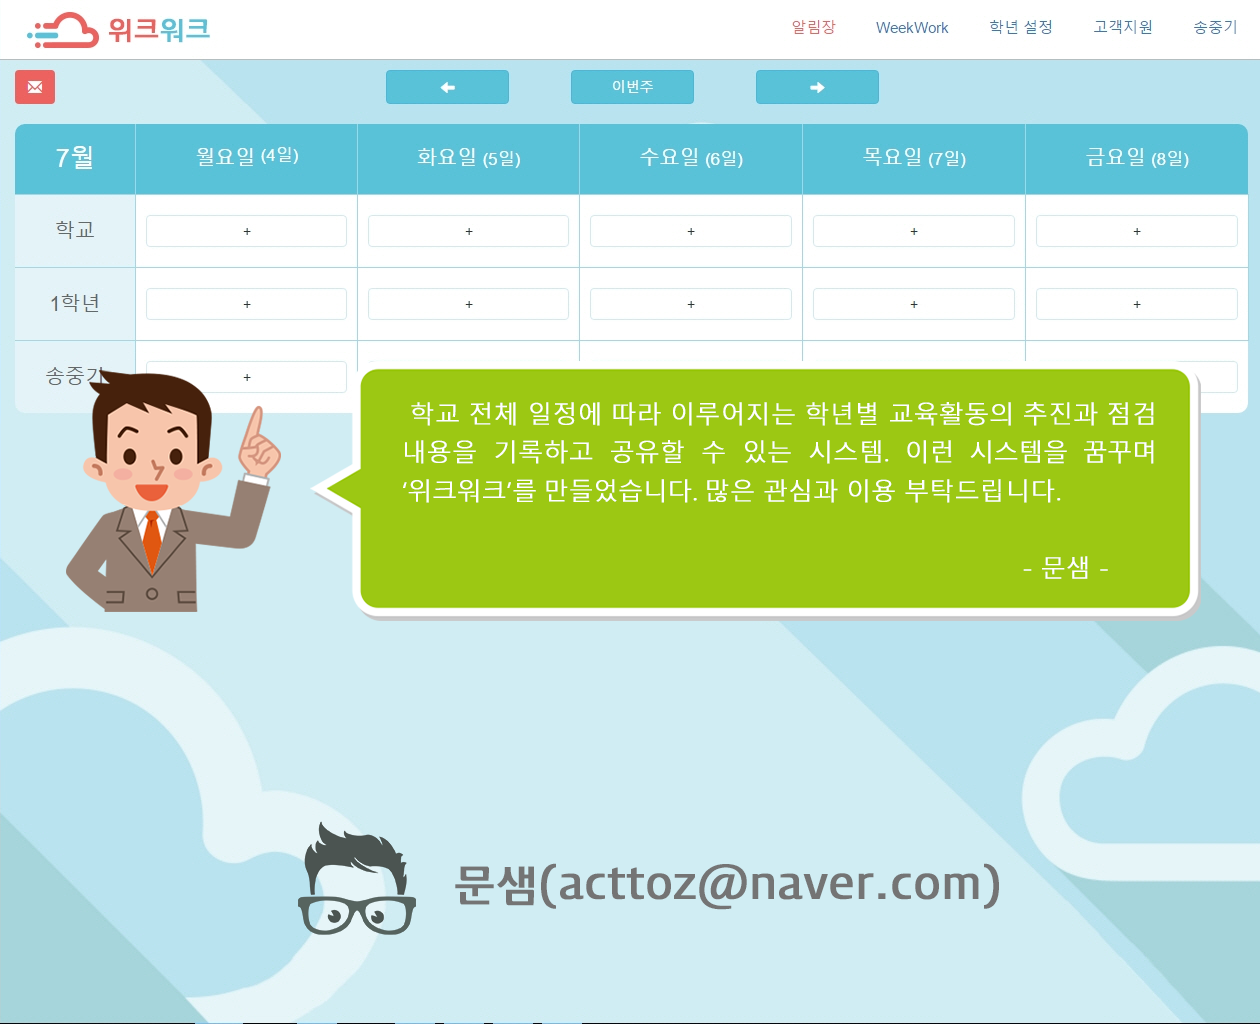 위크워크
알림장 WeekWork 학년 설정 고객지원 송중기
이번주
7월 월요일 (4일) 화요일 (5일) 수요일 (6일) 목요일 (7일) 금요일 (8일)
학교 + + + + +
1학년 + + + + +
송중기 +
학교 전체 일정에 따라 이루어지는 학년별 교육활동의 추진과 점검
내용을 기록하고 공유할 수 있는 시스템. 이런 시스템을 꿈꾸며
‘위크워크’를 만들었습니다. 많은 관심과 이용 부탁드립니다.
- 문샘 -
문샘(acttoz@naver.com)